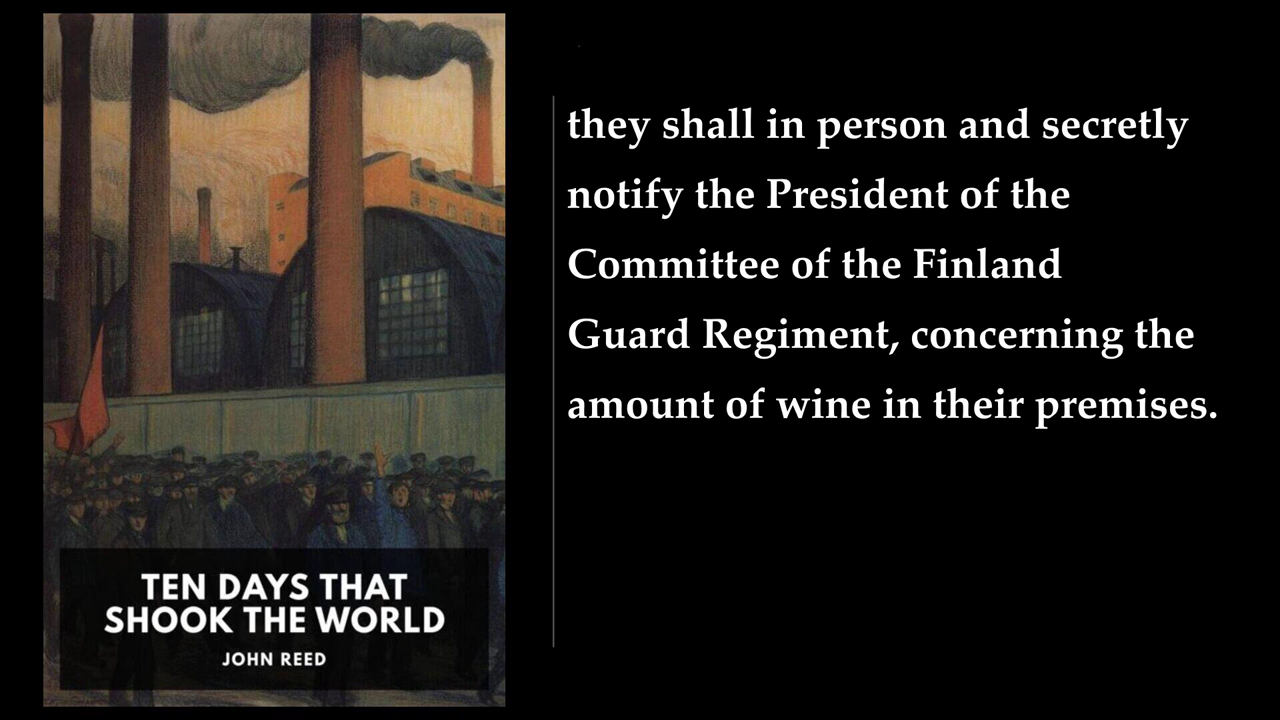 they shall in person and secretly
notify the President of the
Committee of the Finland
Guard Regiment, concerning the
amount of wine in their premises.
TEN DAYS THAT
SHOOK THE WORLD
JOHN REED